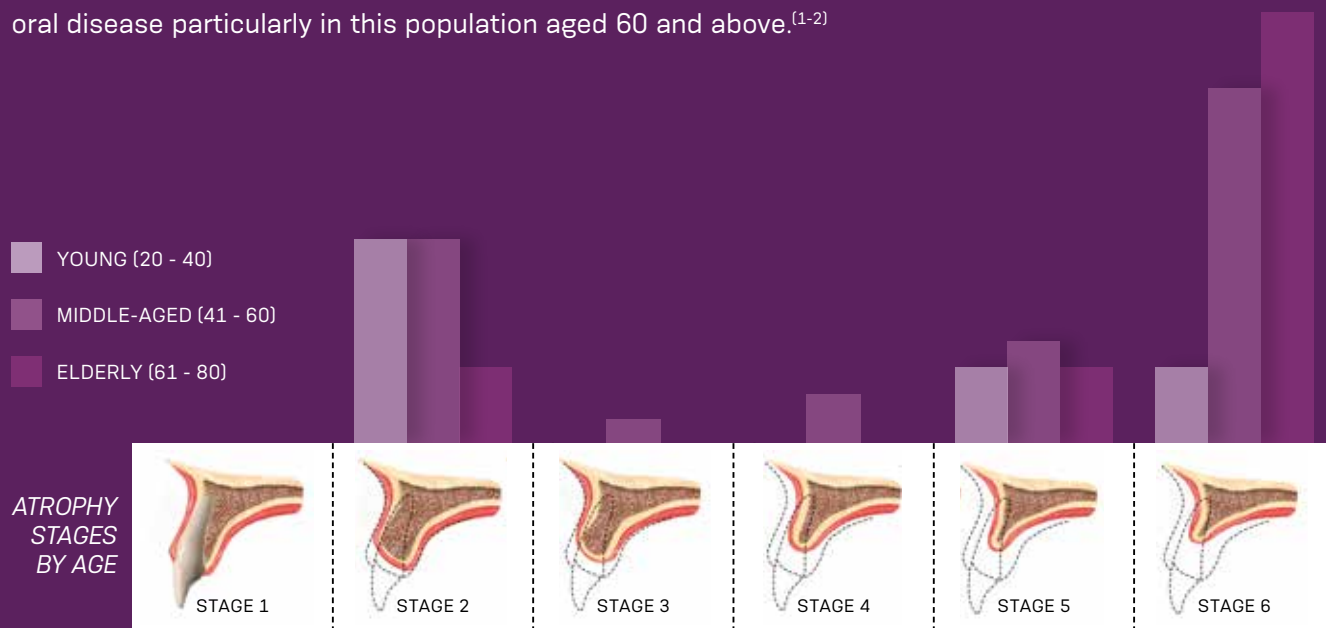 oral disease particularly in this population aged 60 and above.(1-2)
YOUNG (20 - 40)
MIDDLE-AGED (41 - 60)
ELDERLY (61 - 80)
ATROPHY
STAGES
BY AGE
STAGE 1
STAGE 2
STAGE 3
STAGE 4
STAGE 5
STAGE 6